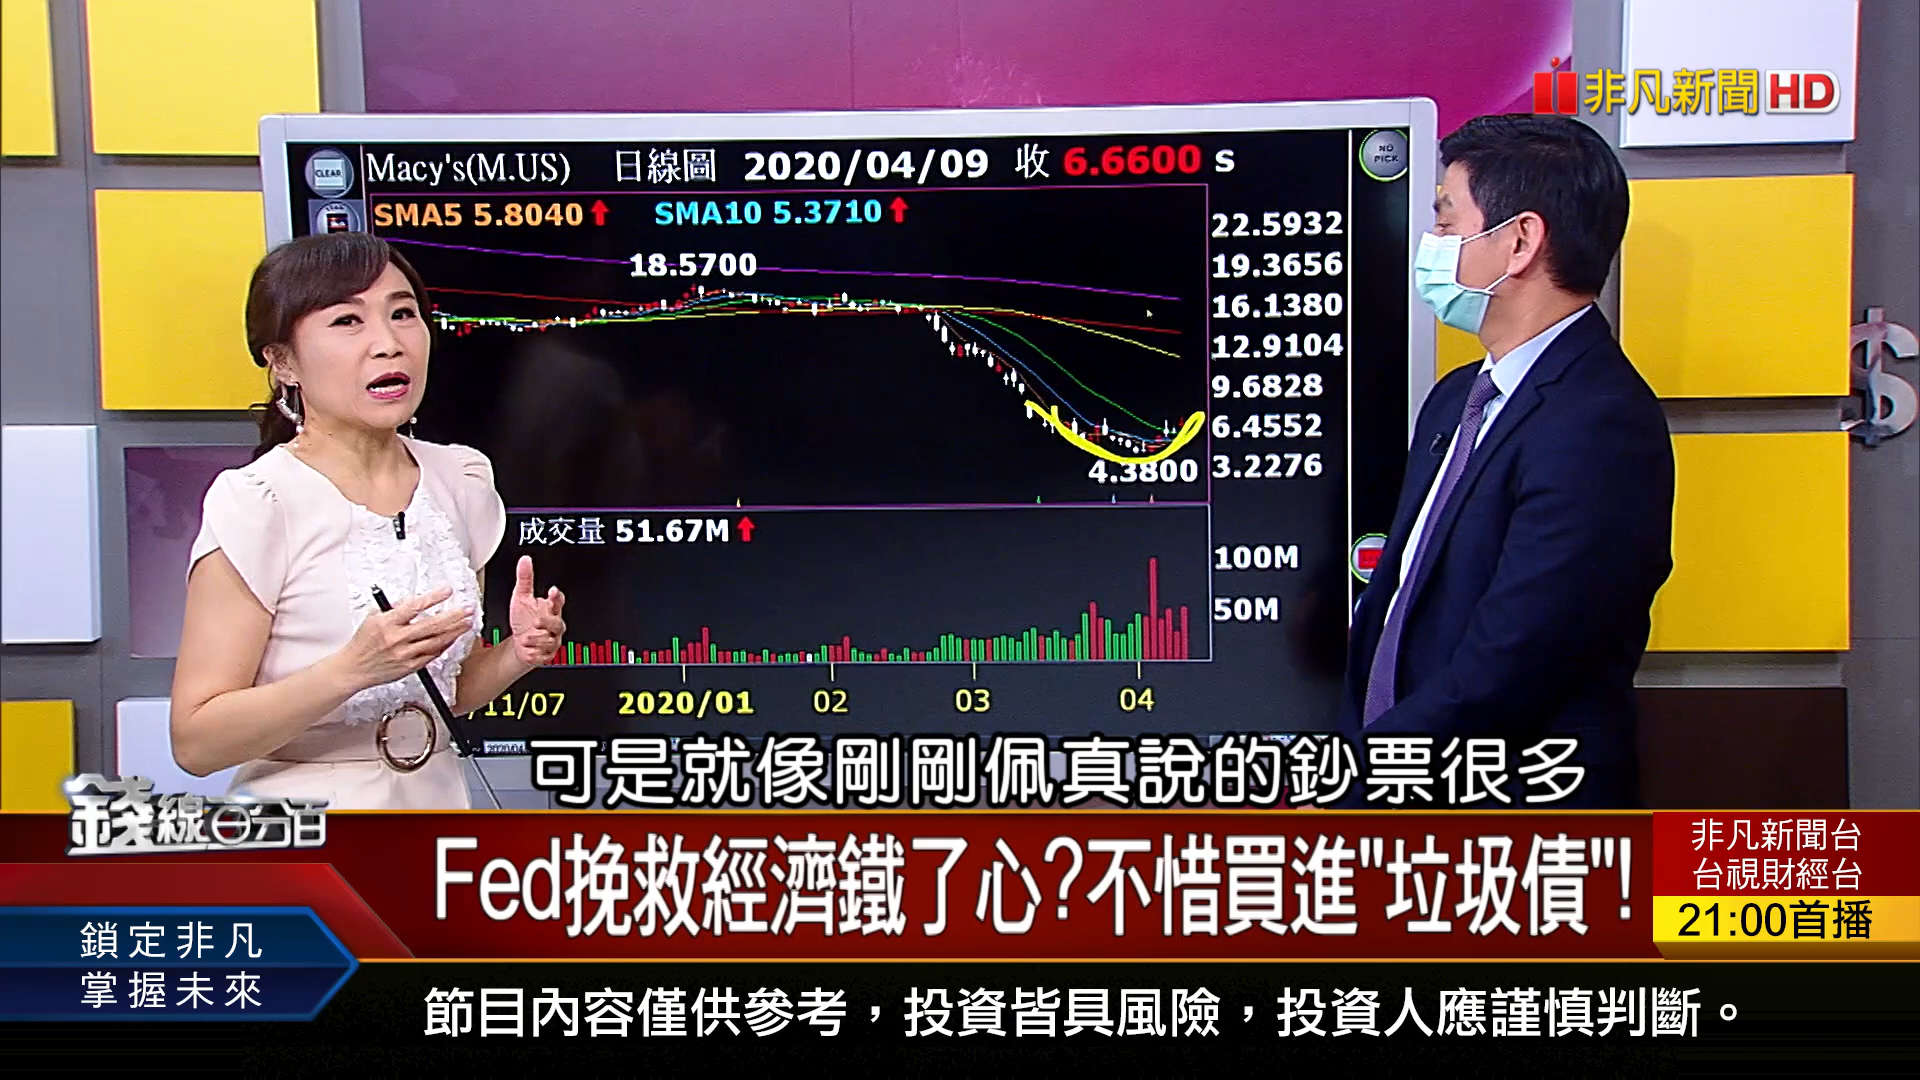 非凡新聞HD
CLEAR
NO PICK
Macy's(M.US) 日線圖 2020/04/09 收 6.6600 S
SMA5 5.8040 SMA10 5.3710
18.5700
22.5932
19.3656
16.1380
12.9104
9.6828
6.4552
3.2276
4.3800
成交量 51.67M
100M
50M
/11/07 2020/01 02 03 04
可是就像剛剛佩真說的鈔票很多
錢線百分百
Fed挽救經濟鐵了心?不惜買進"垃圾債"!
非凡新聞台
台視財經台
21:00首播
鎖定非凡
掌握未來
節目內容僅供參考，投資皆具風險，投資人應謹慎判斷。